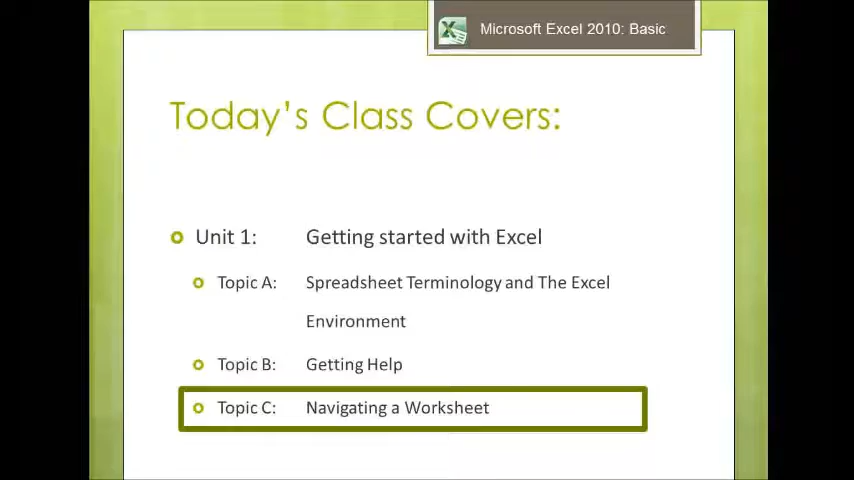 Microsoft Excel 2010: Basic
Today's Class Covers:
Unit 1: Getting started with Excel
Topic A: Spreadsheet Terminology and The Excel
Environment
Topic B: Getting Help
Topic C: Navigating a Worksheet